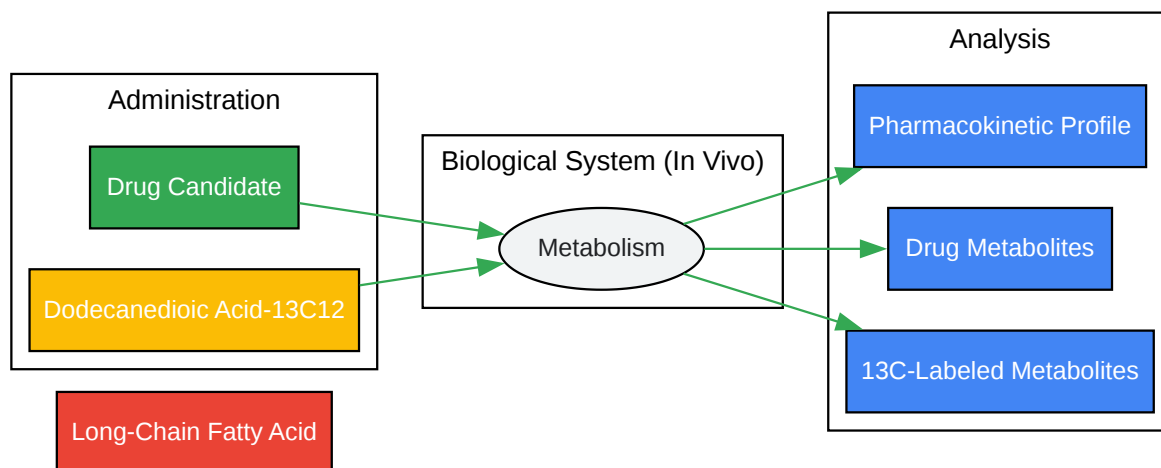 Administration
Drug Candidate
Dodecanedioic Acid-13C12
Long-Chain Fatty Acid
Biological System (In Vivo)
Metabolism
Analysis
Pharmacokinetic Profile
Drug Metabolites
13C-Labeled Metabolites